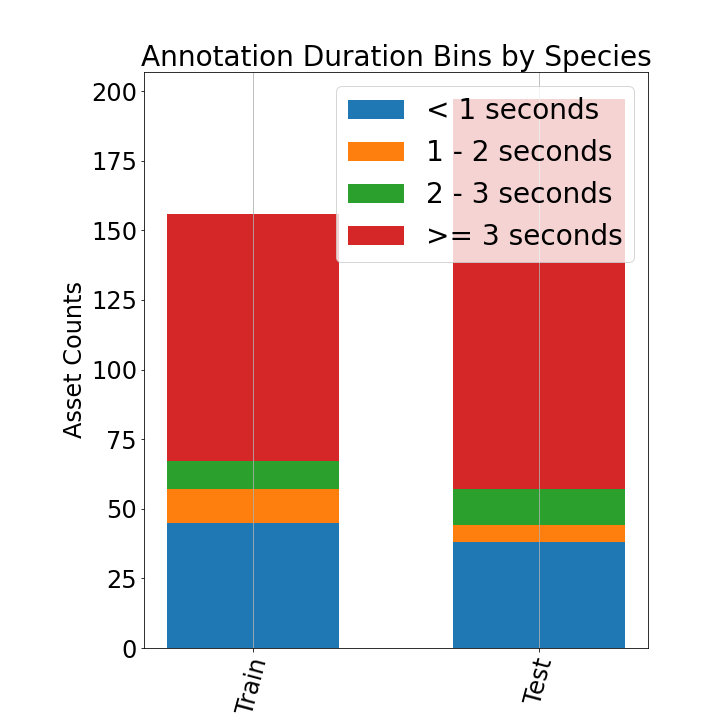 Annotation Duration Bins by Species
200
175
150
125
100
75
50
25
0
Asset Counts
< 1 seconds
1 - 2 seconds
2 - 3 seconds
>= 3 seconds
Train
Test